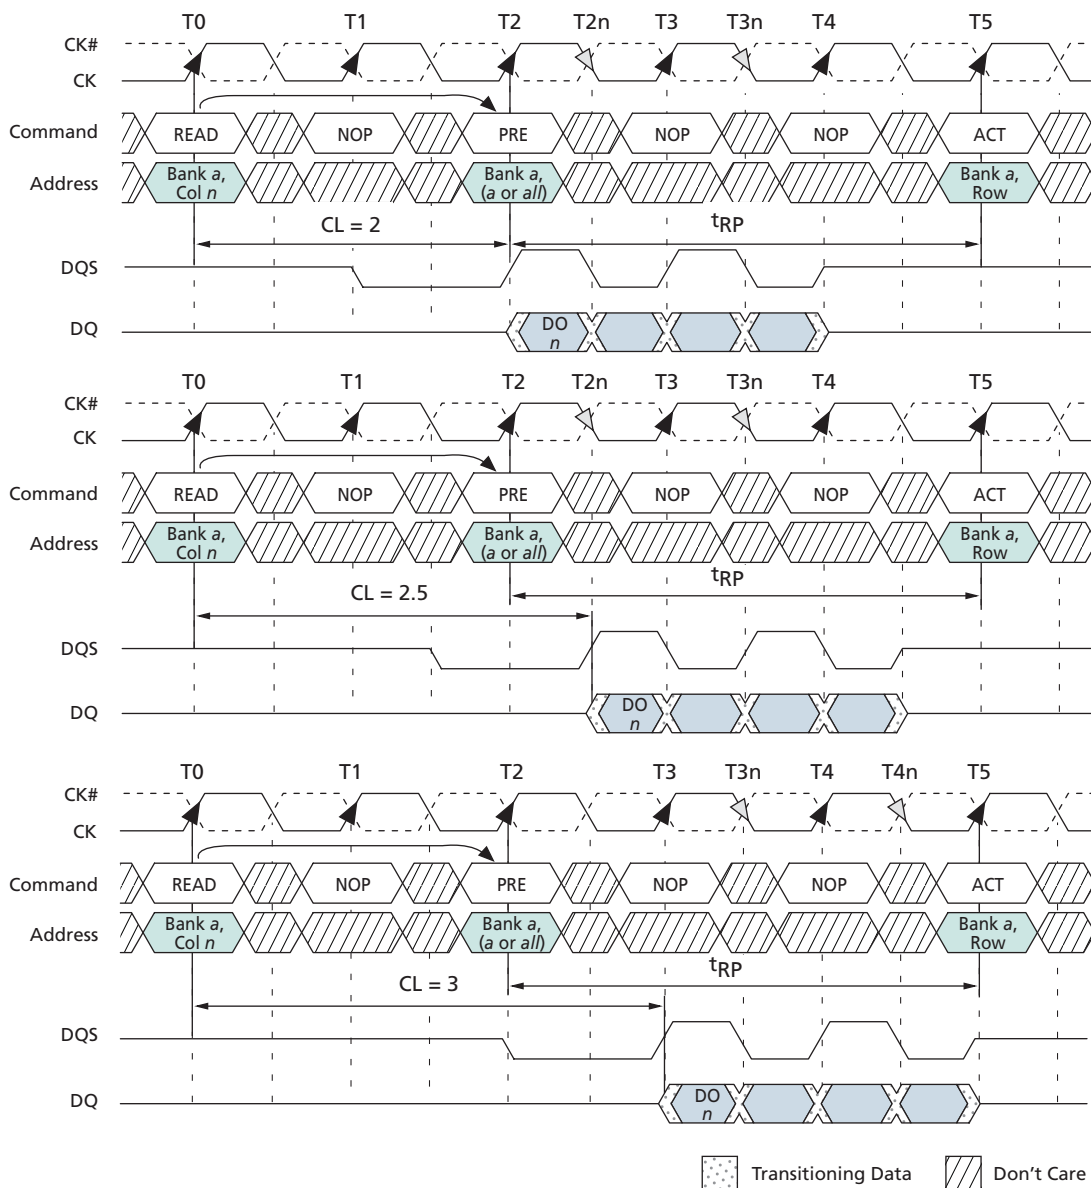 T0 T1 T2 T2n T3 T3n T4 T5
CK#
CK
Command READ NOP PRE NOP NOP ACT
Address Bank a, Col n Bank a, (a or all) Bank a, Row
CL = 2 tRP
DQS
DQ DO n
T0 T1 T2 T2n T3 T3n T4 T5
CK#
CK
Command READ NOP PRE NOP NOP ACT
Address Bank a, Col n Bank a, (a or all) Bank a, Row
CL = 2.5 tRP
DQS
DQ DO n
T0 T1 T2 T3 T3n T4 T4n T5
CK#
CK
Command READ NOP PRE NOP NOP ACT
Address Bank a, Col n Bank a, (a or all) Bank a, Row
CL = 3 tRP
DQS
DQ DO n
Transitioning Data Don't Care